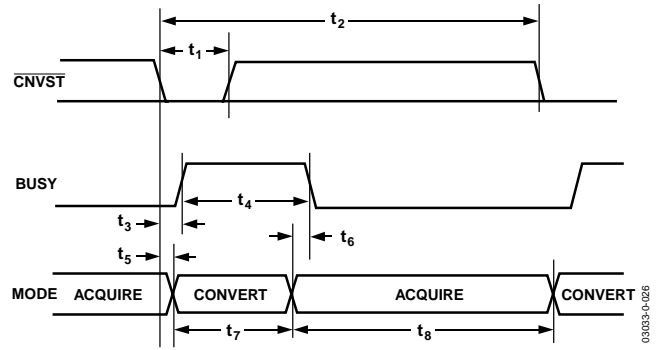 t2
t1
CNVST
BUSY
t4
t3
t6
t5
MODE ACQUIRE CONVERT ACQUIRE CONVERT
t7 t8
03033-0-026